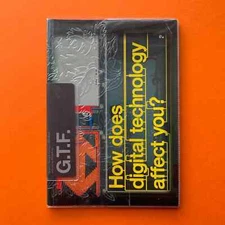 G.T.F.
How does
digital technology
affect you?